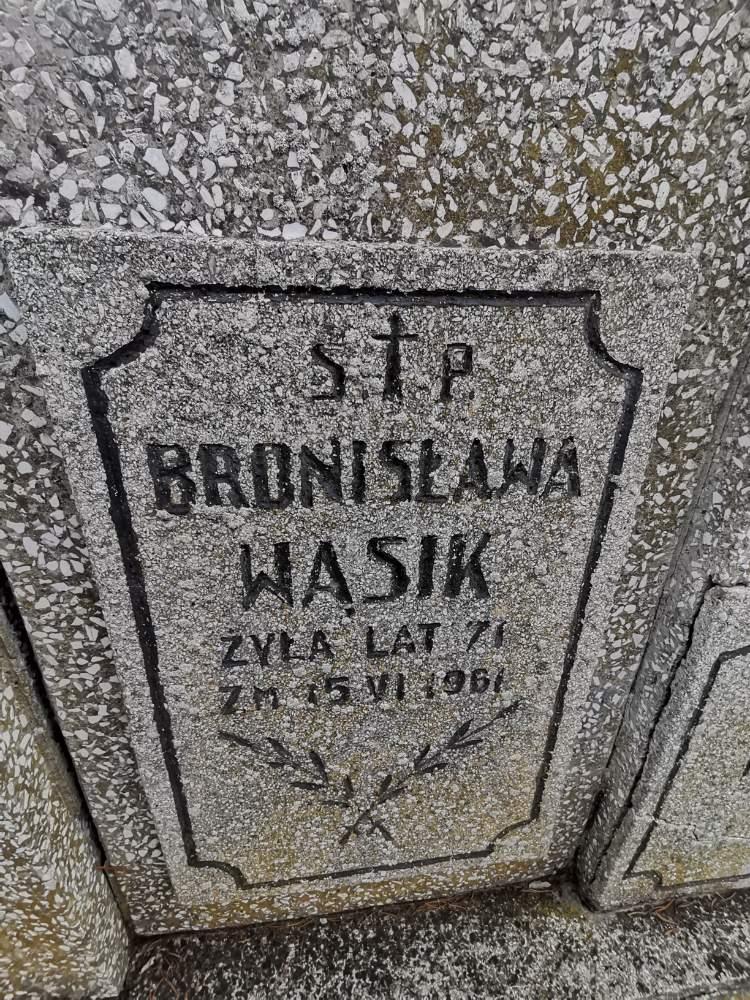 S † P.
BRONISŁAWA
WĄSIK
ŻYŁA LAT 71
ZM 15 VI 1961